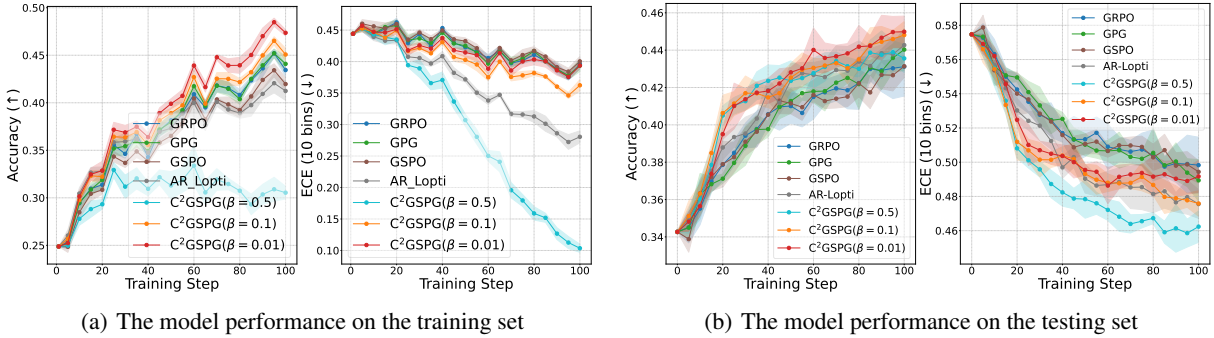 0.50
0.45
0.40
0.35
0.30
0.25
Accuracy (↑)
0 20 40 60 80 100
Training Step
GRPO
GPG
GSPO
AR_Lopti
C²GSPG(β = 0.5)
C²GSPG(β = 0.1)
C²GSPG(β = 0.01)
0.45
0.40
0.35
0.30
0.25
0.20
0.15
0.10
ECE (10 bins) (↓)
0 20 40 60 80 100
Training Step
GRPO
GPG
GSPO
AR_Lopti
C²GSPG(β = 0.5)
C²GSPG(β = 0.1)
C²GSPG(β = 0.01)
(a) The model performance on the training set
0.46
0.44
0.42
0.40
0.38
0.36
0.34
Accuracy (↑)
0 20 40 60 80 100
Training Step
GRPO
GPG
GSPO
AR-Lopti
C²GSPG(β = 0.5)
C²GSPG(β = 0.1)
C²GSPG(β = 0.01)
0.58
0.56
0.54
0.52
0.50
0.48
0.46
ECE (10 bins) (↓)
0 20 40 60 80 100
Training Step
GRPO
GPG
GSPO
AR-Lopti
C²GSPG(β = 0.5)
C²GSPG(β = 0.1)
C²GSPG(β = 0.01)
(b) The model performance on the testing set